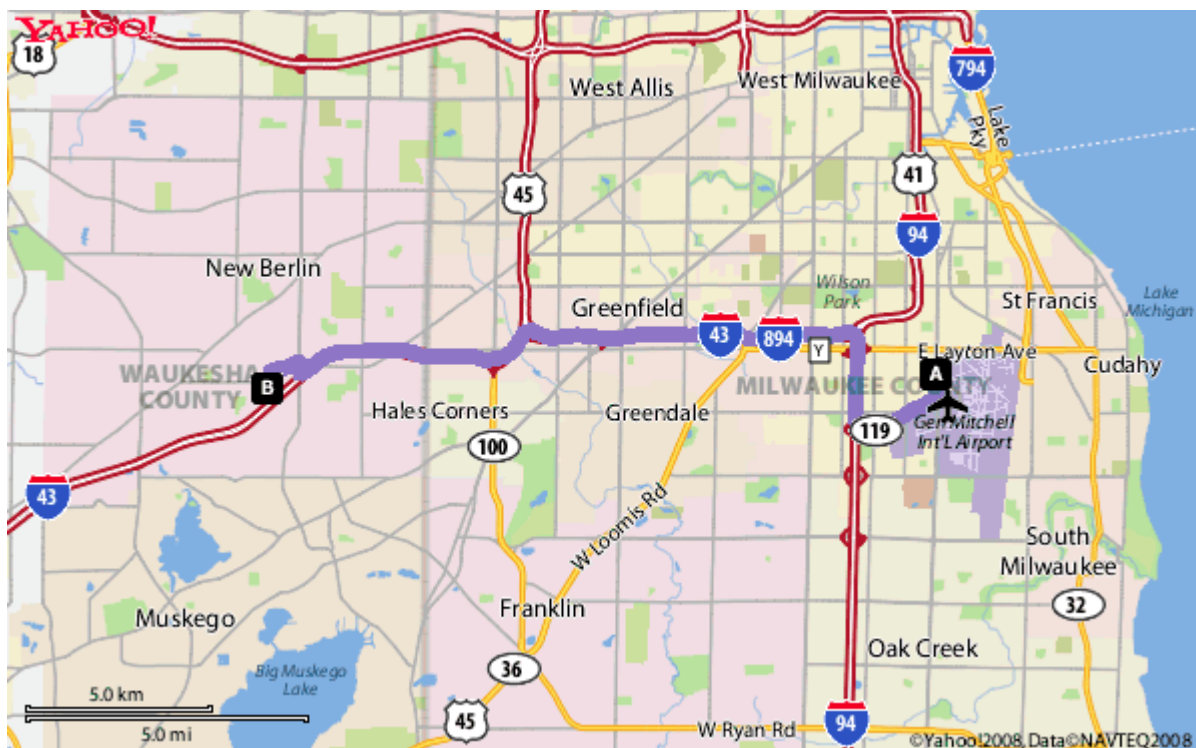 YAHOO!
18
West Allis
West Milwaukee
794
Lake
Pky
45
41
94
New Berlin
Wilson
Park
Lake
Michigan
Greenfield
St Francis
43
894
Y
E Layton Ave
WAUKESHA
COUNTY
B
A
MILWAUKEE COUNTY
Cudahy
Hales Corners
Greendale
119
Gen Mitchell
Int'L Airport
100
43
W Loomis Rd
South
Milwaukee
Muskego
Franklin
32
Oak Creek
36
Big Muskego
Lake
5.0 km
45
W Ryan Rd
94
5.0 mi
©Yahoo!2008, Data©NAVTEQ2008